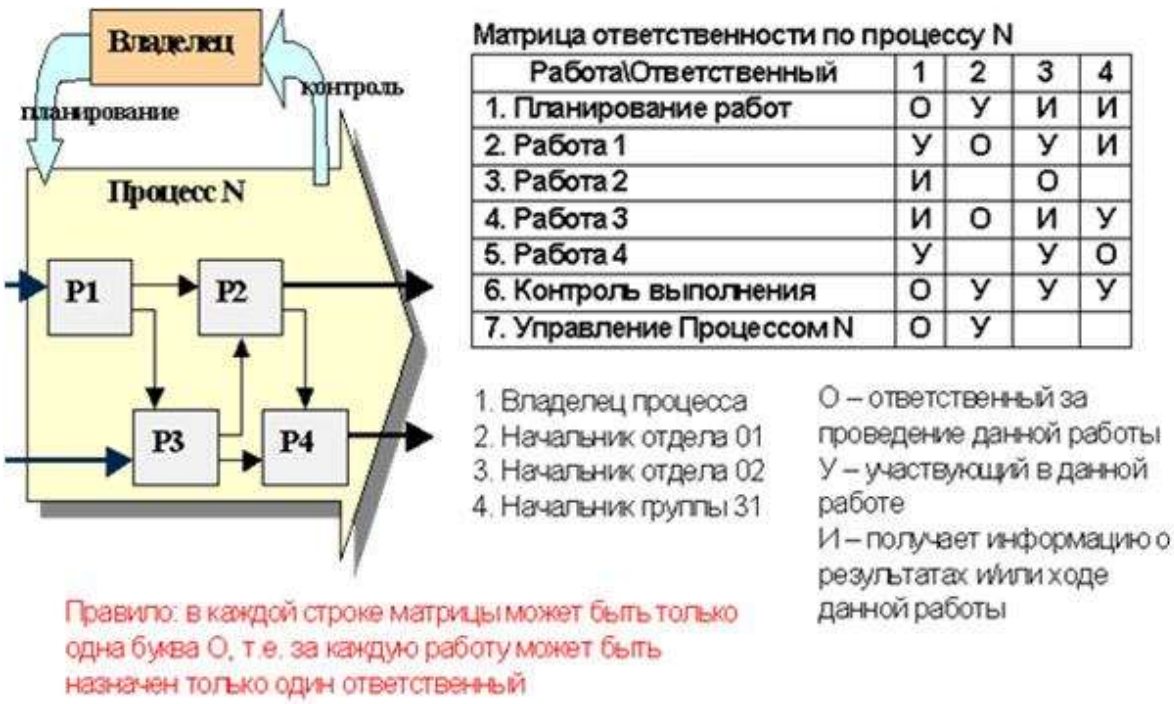 Владелец
планирование
контроль
Процесс N
P1
P2
P3
P4
Матрица ответственности по процессу N
Работа\Ответственный 1 2 3 4
1. Планирование работ О У И И
2. Работа 1 У О У И
3. Работа 2 И О
4. Работа 3 И О И У
5. Работа 4 У У О
6. Контроль выполнения О У У У
7. Управление Процессом N О У
1. Владелец процесса
2. Начальник отдела 01
3. Начальник отдела 02
4. Начальник группы 31
О – ответственный за
проведение данной работы
У – участвующий в данной
работе
И – получает информацию о
результатах и/или ходе
данной работы
Правило: в каждой строке матрицы может быть только
одна буква О, т.е. за каждую работу может быть
назначен только один ответственный